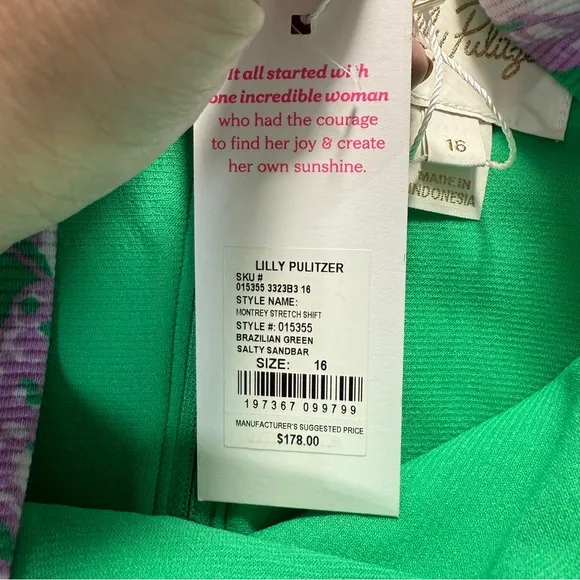 It all started with
one incredible woman
who had the courage
to find her joy & create
her own sunshine.
LILLY PULITZER
SKU #
015355 3323B3 16
STYLE NAME:
MONTREY STRETCH SHIFT
STYLE #: 015355
BRAZILIAN GREEN
SALTY SANDBAR
SIZE: 16
197367 099799
MANUFACTURER'S SUGGESTED PRICE
$178.00
Pulitzer
16
MADE IN
INDONESIA